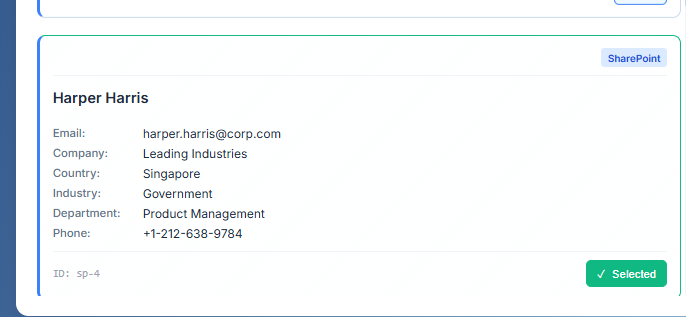 SharePoint
Harper Harris
Email: harper.harris@corp.com
Company: Leading Industries
Country: Singapore
Industry: Government
Department: Product Management
Phone: +1-212-638-9784
ID: sp-4
✓ Selected